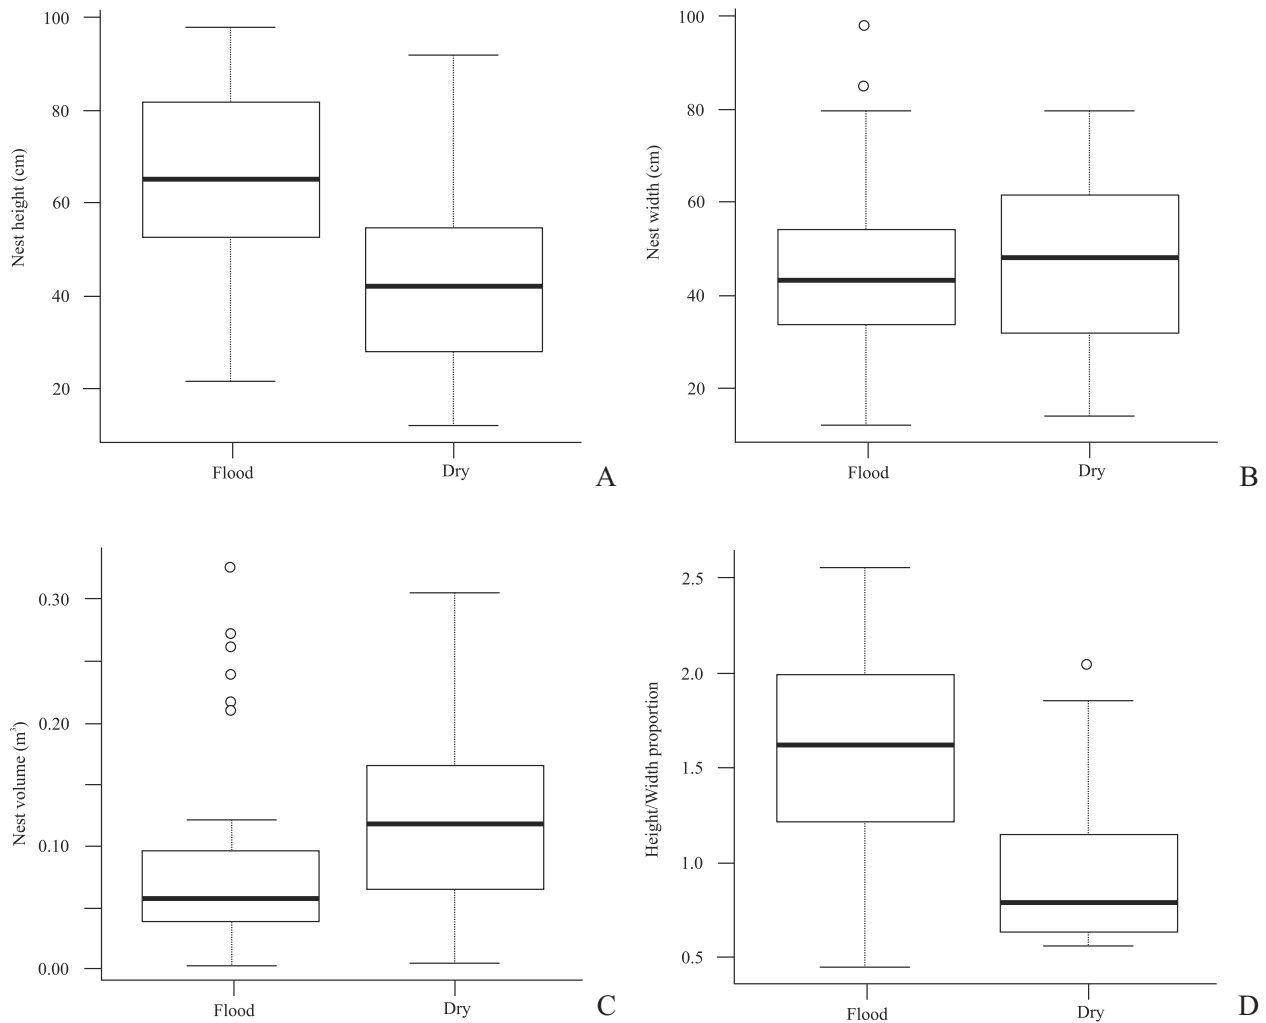 100
80
60
40
20
Nest height (cm)
Flood
Dry
A
100
80
60
40
20
Nest width (cm)
Flood
Dry
B
0.30
0.20
0.10
0.00
Nest volume (m³)
Flood
Dry
C
2.5
2.0
1.5
1.0
0.5
Height/Width proportion
Flood
Dry
D